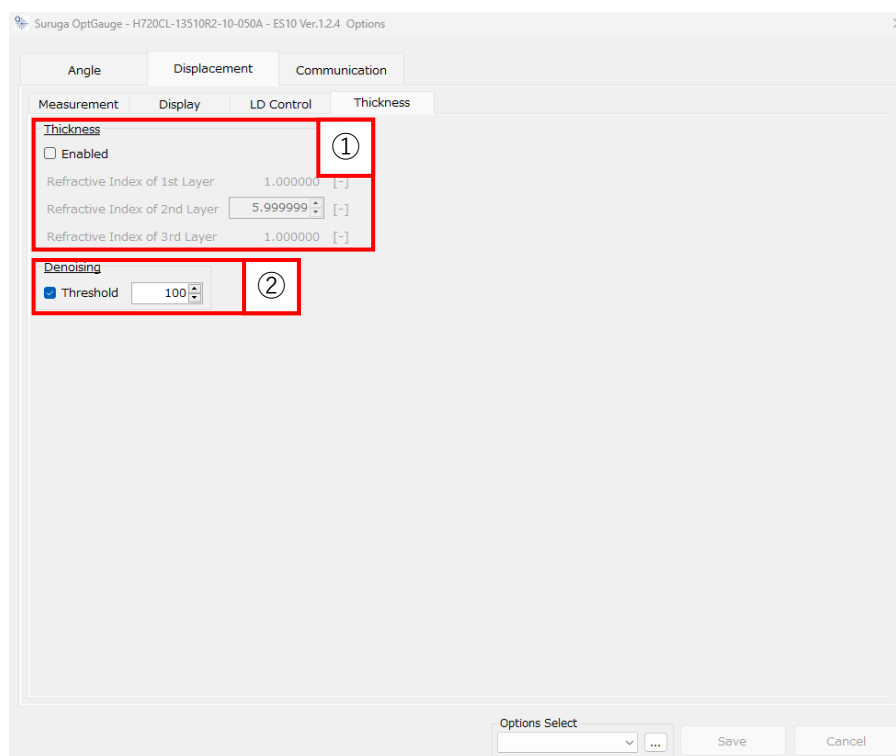 Suruga OptGauge - H720CL-13510R2-10-050A - ES10 Ver.1.2.4 Options
Angle Displacement Communication
Measurement Display LD Control Thickness
Thickness
①
Enabled
Refractive Index of 1st Layer 1.000000 [-]
Refractive Index of 2nd Layer 5.999999 [-]
Refractive Index of 3rd Layer 1.000000 [-]
Denoising
②
Threshold 100
Options Select
... Save Cancel